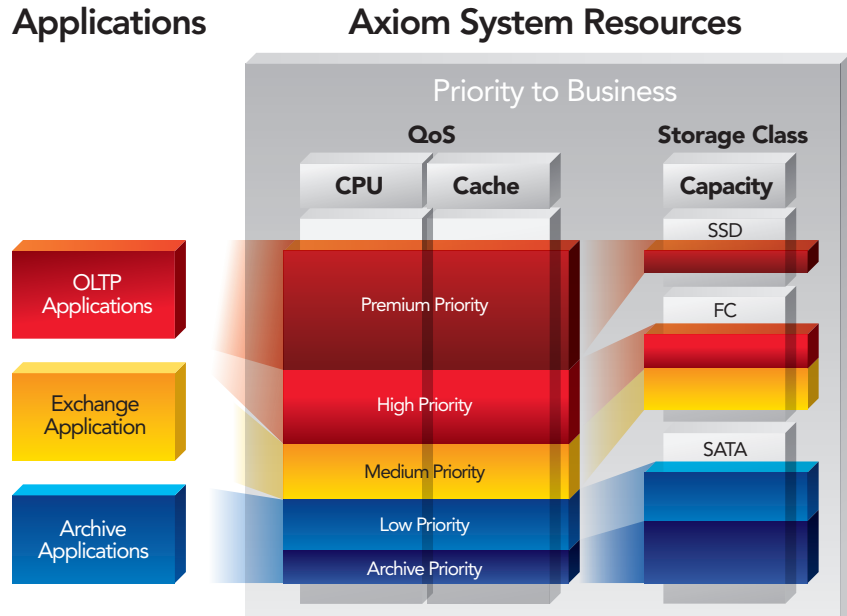 Applications
Axiom System Resources
Priority to Business
QoS
Storage Class
CPU
Cache
Capacity
SSD
OLTP
Applications
Premium Priority
FC
Exchange
Application
High Priority
Medium Priority
SATA
Archive
Applications
Low Priority
Archive Priority